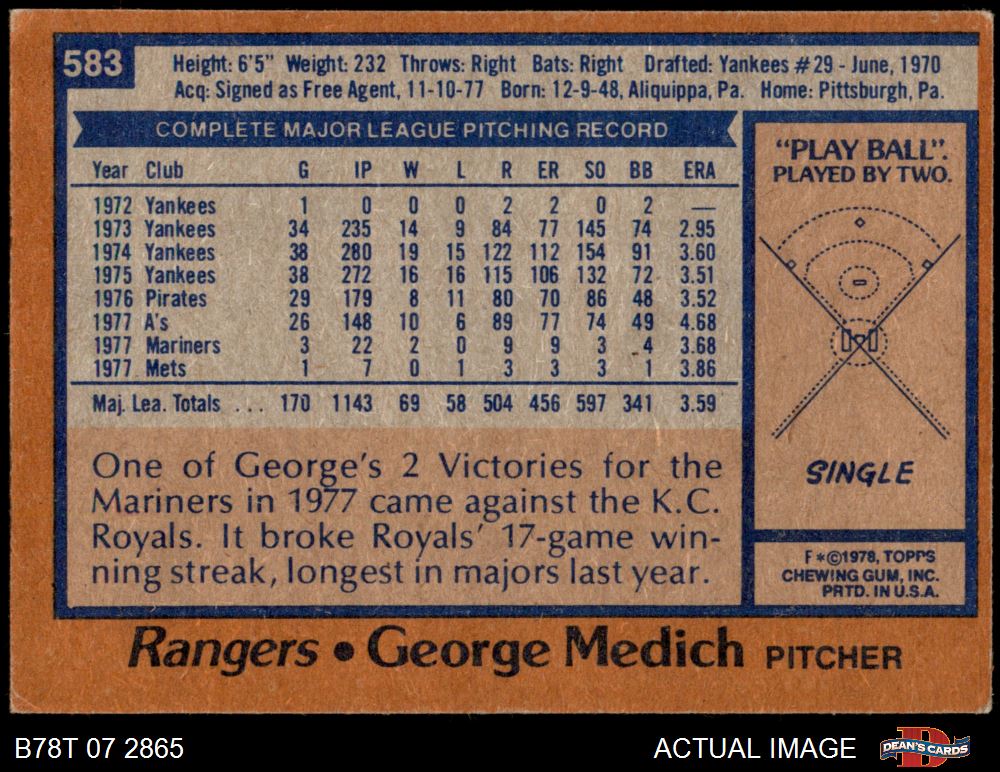 583
Height: 6'5" Weight: 232 Throws: Right Bats: Right Drafted: Yankees #29 - June, 1970
Acq: Signed as Free Agent, 11-10-77 Born: 12-9-48, Aliquippa, Pa. Home: Pittsburgh, Pa.
COMPLETE MAJOR LEAGUE PITCHING RECORD
Year Club G IP W L R ER SO BB ERA
1972 Yankees 1 0 0 0 2 2 0 2 —
1973 Yankees 34 235 14 9 84 77 145 74 2.95
1974 Yankees 38 280 19 15 122 112 154 91 3.60
1975 Yankees 38 272 16 16 115 106 132 72 3.51
1976 Pirates 29 179 8 11 80 70 86 48 3.52
1977 A's 26 148 10 6 89 77 74 49 4.68
1977 Mariners 3 22 2 0 9 9 3 4 3.68
1977 Mets 1 7 0 1 3 3 3 1 3.86
Maj. Lea. Totals ... 170 1143 69 58 504 456 597 341 3.59
One of George's 2 Victories for the
Mariners in 1977 came against the K.C.
Royals. It broke Royals' 17-game win-
ning streak, longest in majors last year.
"PLAY BALL".
PLAYED BY TWO.
SINGLE
F*©1978, TOPPS
CHEWING GUM, INC.
PRTD. IN U.S.A.
Rangers • George Medich PITCHER
B78T 07 2865
ACTUAL IMAGE
D
DEAN'S CARDS